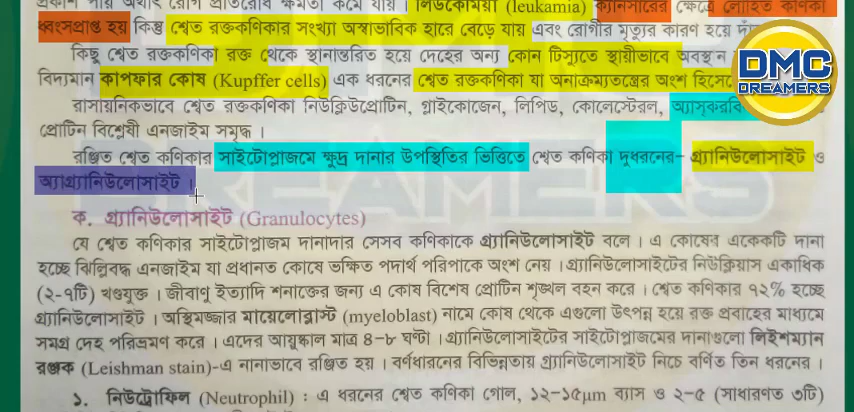 প্রকাশ পায় অর্থাৎ রোগ প্রতিরোধ ক্ষমতা কমে যায়। লিউকেমিয়া (leukamia) ক্যানসারের ক্ষেত্রে লোহিত কণিকা
ধ্বংসপ্রাপ্ত হয় কিন্তু শ্বেত রক্তকণিকার সংখ্যা অস্বাভাবিক হারে বেড়ে যায় এবং রোগীর মৃত্যুর কারণ হয়ে
কিছু শ্বেত রক্তকণিকা রক্ত থেকে স্থানান্তরিত হয়ে দেহের অন্য কোন টিস্যুতে স্থায়ীভাবে অবস্থান
বিদ্যমান কাপফার কোষ (Kupffer cells) এক ধরনের শ্বেত রক্তকণিকা যা অনাক্রম্যতন্ত্রের অংশ হিসেবে
রাসায়নিকভাবে শ্বেত রক্তকণিকা নিউক্লিওপ্রোটিন, গ্লাইকোজেন, লিপিড, কোলেস্টেরল,
প্রোটিন বিশ্লেষী এনজাইম সমৃদ্ধ।
রঞ্জিত শ্বেত কণিকার সাইটোপ্লাজমে ক্ষুদ্র দানার উপস্থিতির ভিত্তিতে শ্বেত কণিকা দুধরনের- গ্র্যানিউলোসাইট ও
অ্যাগ্র্যানিউলোসাইট।
ক. গ্র্যানিউলোসাইট (Granulocytes)
যে শ্বেত কণিকার সাইটোপ্লাজম দানাদার সেসব কণিকাকে গ্র্যানিউলোসাইট বলে। এ কোষের একেকটি দানা
হচ্ছে ঝিল্লিবদ্ধ এনজাইম যা প্রধানত কোষে ভক্ষিত পদার্থ পরিপাকে অংশ নেয়। গ্র্যানিউলোসাইটের নিউক্লিয়াস একাধিক
(২-৭টি) খণ্ডযুক্ত। জীবাণু ইত্যাদি শনাক্তের জন্য এ কোষ বিশেষ প্রোটিন শৃঙ্খল বহন করে। শ্বেত কণিকার ৭২% হচ্ছে
গ্র্যানিউলোসাইট। অস্থিমজ্জার মায়েলোব্লাস্ট (myeloblast) নামে কোষ থেকে এগুলো উৎপন্ন হয়ে রক্ত প্রবাহের মাধ্যমে
সমগ্র দেহ পরিভ্রমণ করে। এদের আয়ুষ্কাল মাত্র ৪-৮ ঘণ্টা। গ্র্যানিউলোসাইটের সাইটোপ্লাজমের দানাগুলো লিইশম্যান
রঞ্জক (Leishman stain)-এ নানাভাবে রঞ্জিত হয়। বর্ণধারনের বিভিন্নতায় গ্র্যানিউলোসাইট নিচে বর্ণিত তিন ধরনের।
১. নিউট্রোফিল (Neutrophil) : এ ধরনের শ্বেত কণিকা গোল, ১২-১৫μm ব্যাস ও ২-৫ (সাধারণত ৩টি)
DMC
DREAMERS
DREAMERS